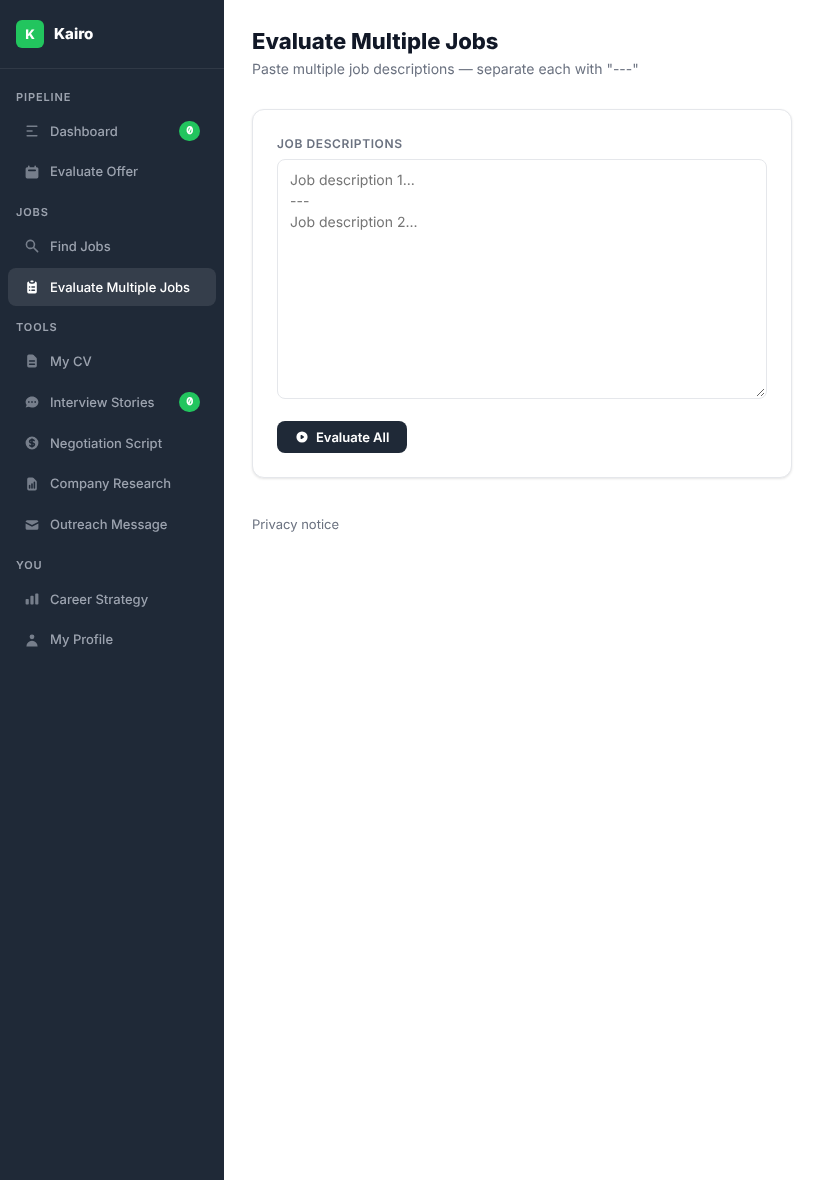 K Kairo
PIPELINE
Dashboard 0
Evaluate Offer
JOBS
Find Jobs
Evaluate Multiple Jobs
TOOLS
My CV
Interview Stories 0
Negotiation Script
Company Research
Outreach Message
YOU
Career Strategy
My Profile
Evaluate Multiple Jobs
Paste multiple job descriptions — separate each with "---"
JOB DESCRIPTIONS
Job description 1...
---
Job description 2...
Evaluate All
Privacy notice